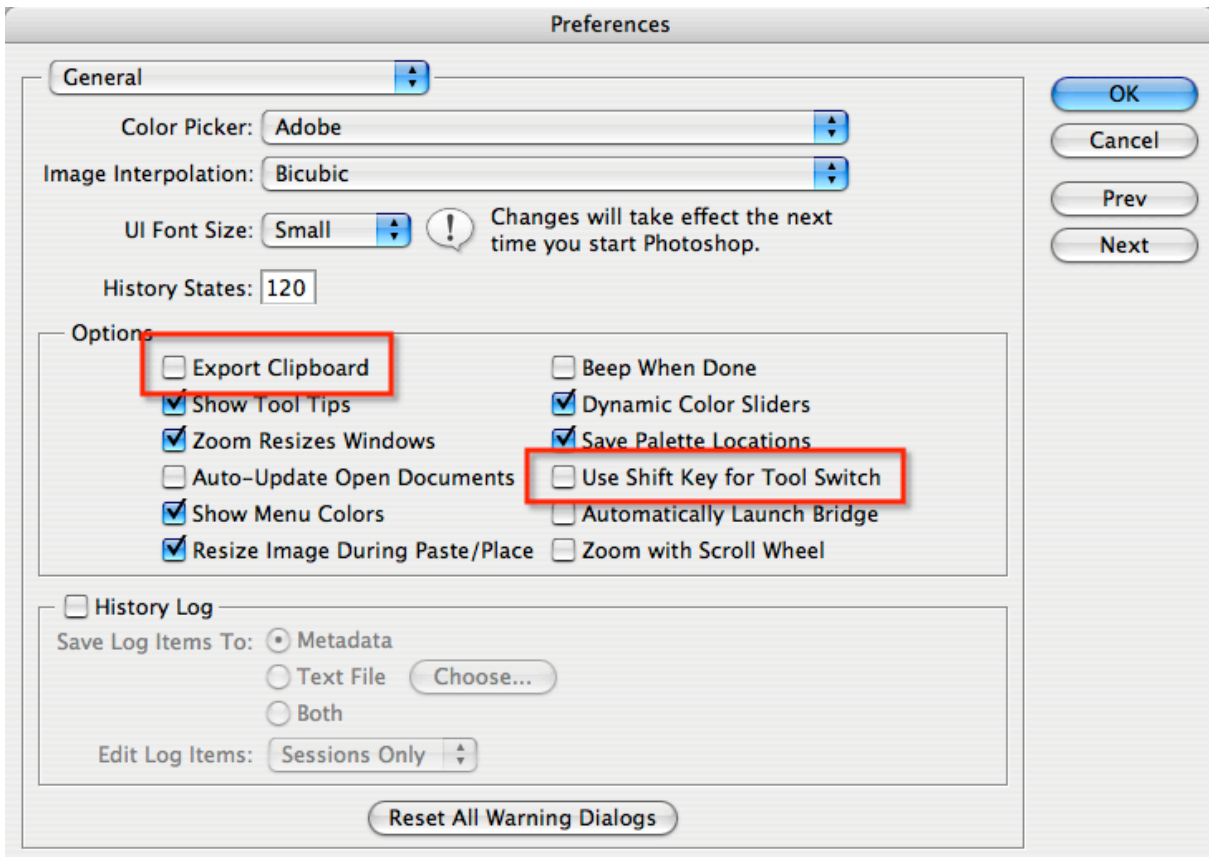 Preferences
General
OK
Color Picker: Adobe
Cancel
Image Interpolation: Bicubic
Prev
UI Font Size: Small ! Changes will take effect the next
time you start Photoshop.
Next
History States: 120
Options
Export Clipboard
Beep When Done
Show Tool Tips
Dynamic Color Sliders
Zoom Resizes Windows
Save Palette Locations
Auto-Update Open Documents
Use Shift Key for Tool Switch
Show Menu Colors
Automatically Launch Bridge
Resize Image During Paste/Place
Zoom with Scroll Wheel
History Log
Save Log Items To: Metadata
Text File Choose...
Both
Edit Log Items: Sessions Only
Reset All Warning Dialogs